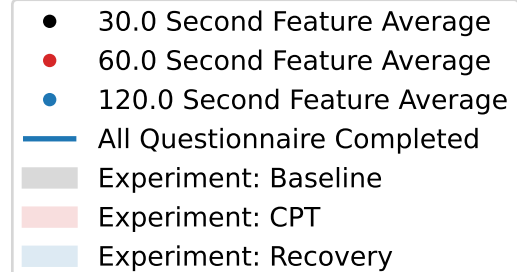 30.0 Second Feature Average
60.0 Second Feature Average
120.0 Second Feature Average
All Questionnaire Completed
Experiment: Baseline
Experiment: CPT
Experiment: Recovery